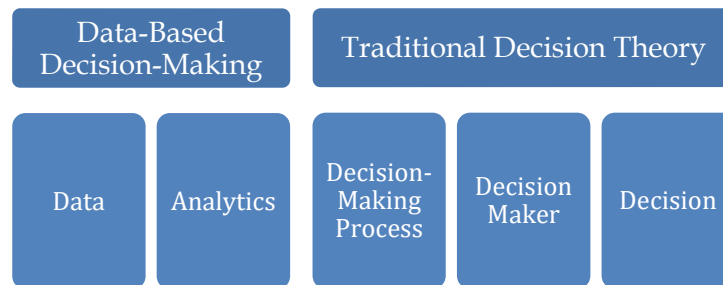 Data-Based
Decision-Making
Traditional Decision Theory
Data
Analytics
Decision-
Making
Process
Decision
Maker
Decision